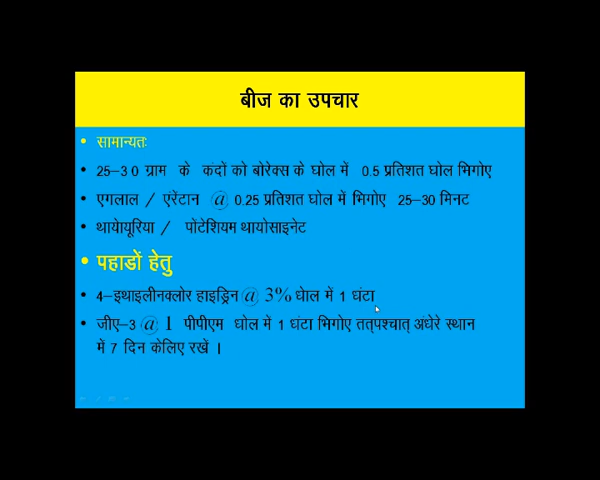 बीज का उपचार
• सामान्यतः
• 25–30 ग्राम के कंदों को बोरेक्स के घोल में 0.5 प्रतिशत घोल भिगोए
• एगलाल / एरेंटान @ 0.25 प्रतिशत घोल में भिगोए 25-30 मिनट
• थायेायूरिया / पोंटेशियम थायोसाइनेट
• पहाडों हेतु
• 4–इथाइलीनक्लोर हाइड्रिन @ 3% धेाल में 1 धंटा
• जीए–3 @ 1 पीपीएम धोल में 1 धंटा भिगोए तत्पश्चात् अंधेरे स्थान
में 7 दिन केलिए रखें ।